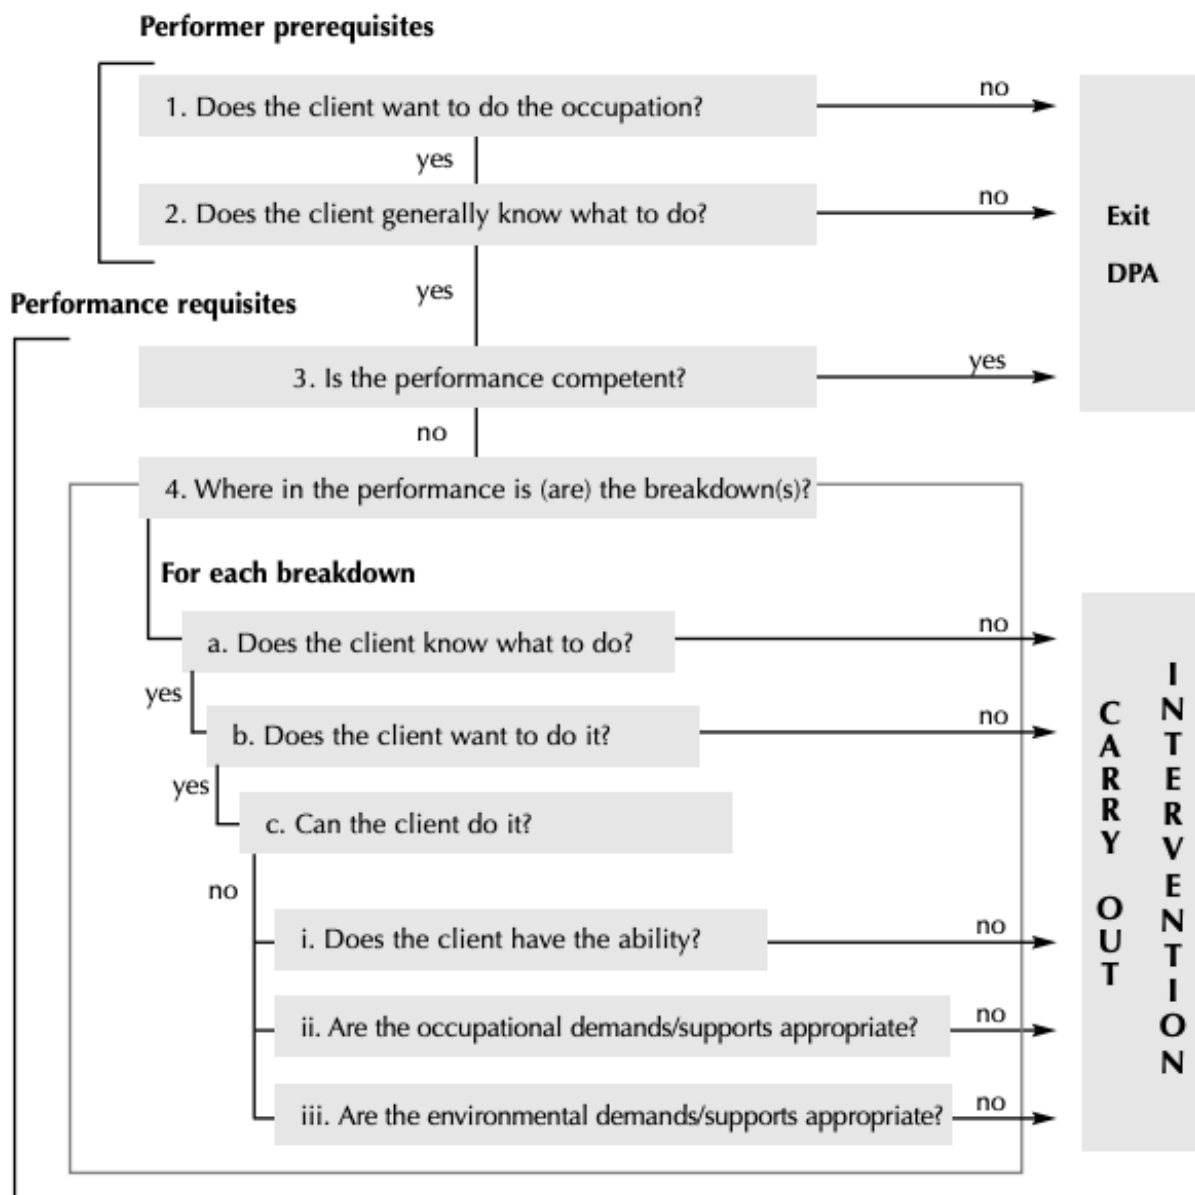 Performer prerequisites
1. Does the client want to do the occupation?
no
yes
2. Does the client generally know what to do?
no
Exit
DPA
yes
Performance requisites
3. Is the performance competent?
yes
no
4. Where in the performance is (are) the breakdown(s)?
For each breakdown
a. Does the client know what to do?
no
yes
b. Does the client want to do it?
no
yes
c. Can the client do it?
no
i. Does the client have the ability?
no
ii. Are the occupational demands/supports appropriate?
no
iii. Are the environmental demands/supports appropriate?
no
CARRY OUT
INTERVENTION